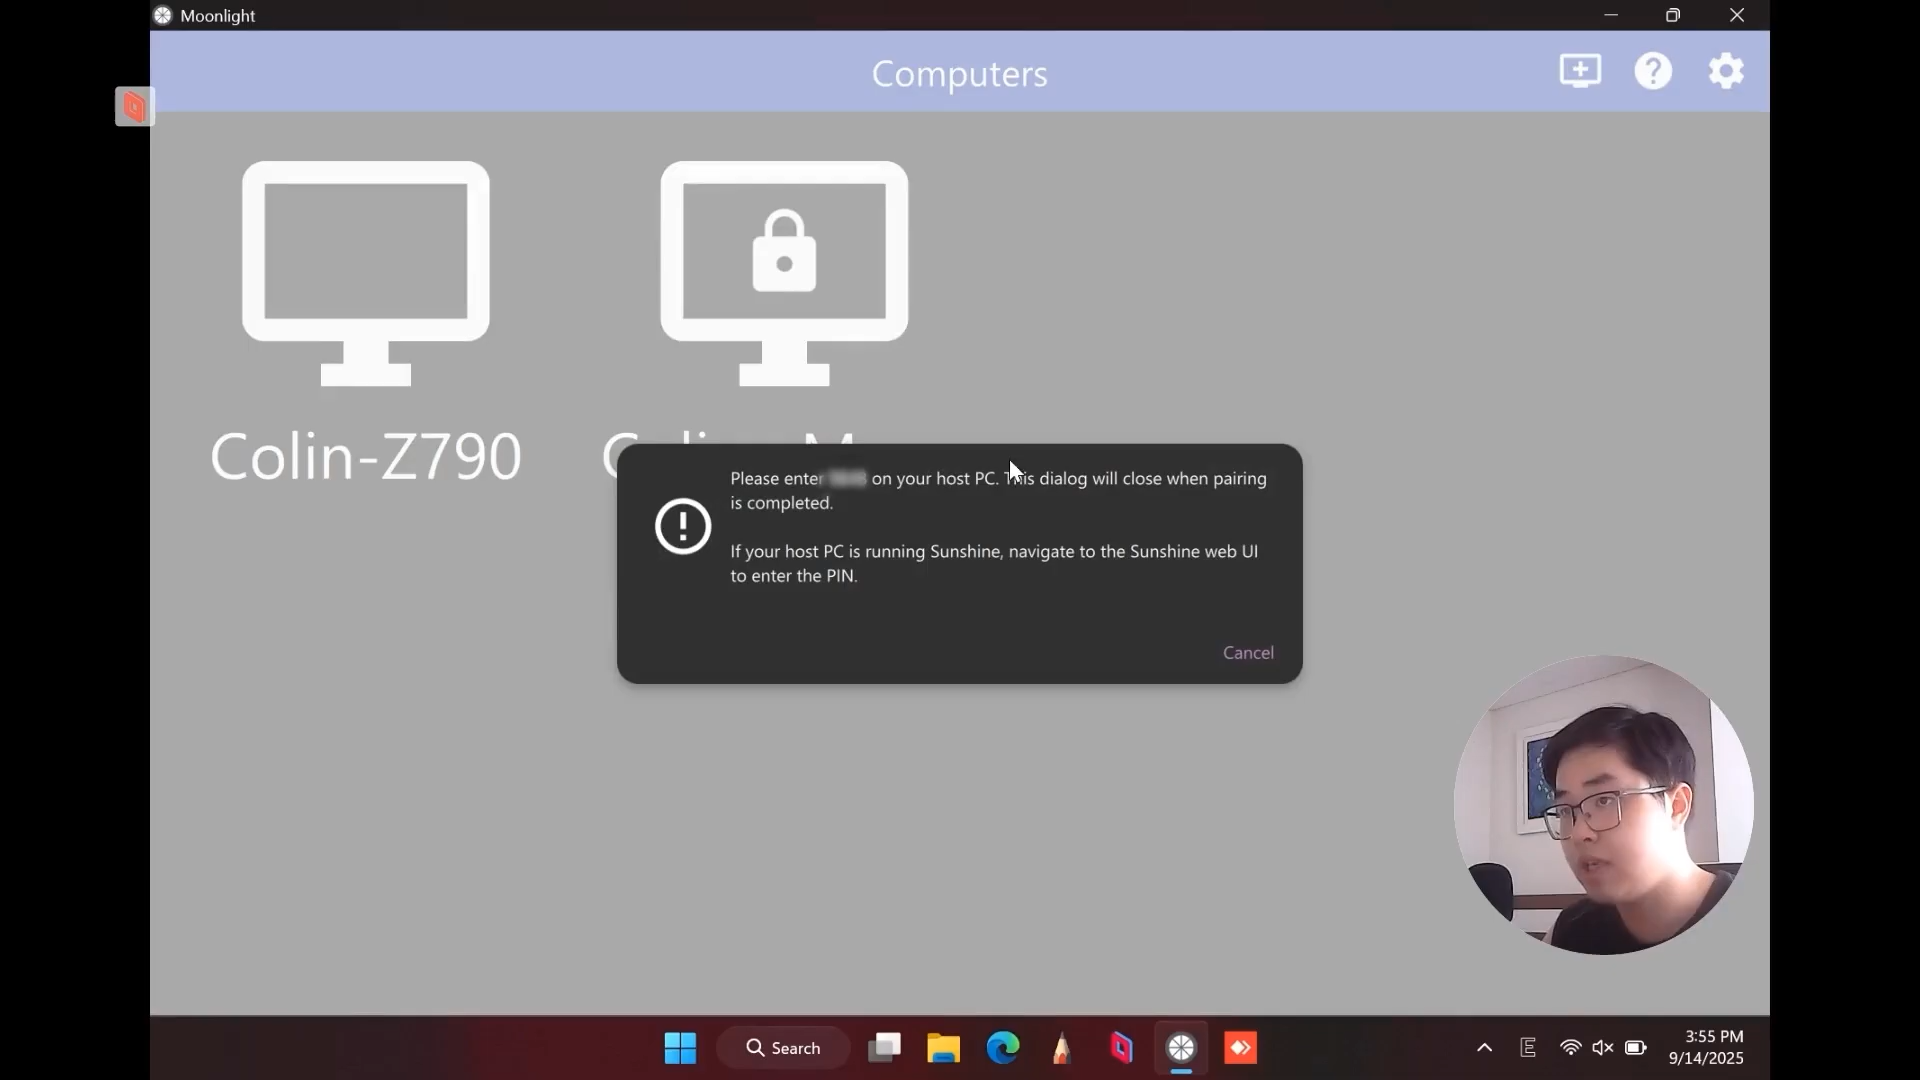 Moonlight
Computers
Colin-Z790
Please enter on your host PC. This dialog will close when pairing
is completed.
If your host PC is running Sunshine, navigate to the Sunshine web UI
to enter the PIN.
Cancel
Search
E
3:55 PM
9/14/2025